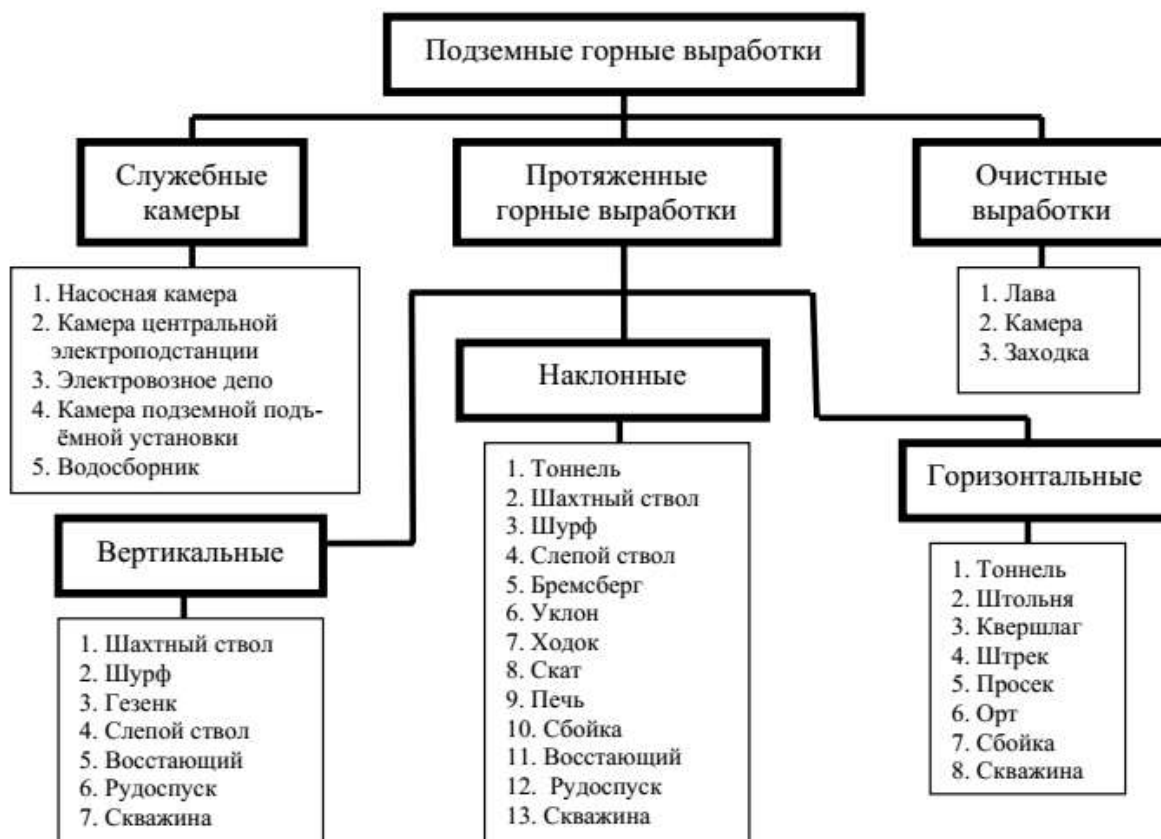 Подземные горные выработки
Служебные
камеры
Протяженные
горные выработки
Очистные
выработки
1. Насосная камера
2. Камера центральной
электроподстанции
3. Электровозное депо
4. Камера подземной подъ-
ёмной установки
5. Водосборник
1. Лава
2. Камера
3. Заходка
Наклонные
1. Тоннель
2. Шахтный ствол
3. Шурф
4. Слепой ствол
5. Бремсберг
6. Уклон
7. Ходок
8. Скат
9. Печь
10. Сбойка
11. Восстающий
12. Рудоспуск
13. Скважина
Горизонтальные
1. Тоннель
2. Штольня
3. Квершлаг
4. Штрек
5. Просек
6. Орт
7. Сбойка
8. Скважина
Вертикальные
1. Шахтный ствол
2. Шурф
3. Гезенк
4. Слепой ствол
5. Восстающий
6. Рудоспуск
7. Скважина